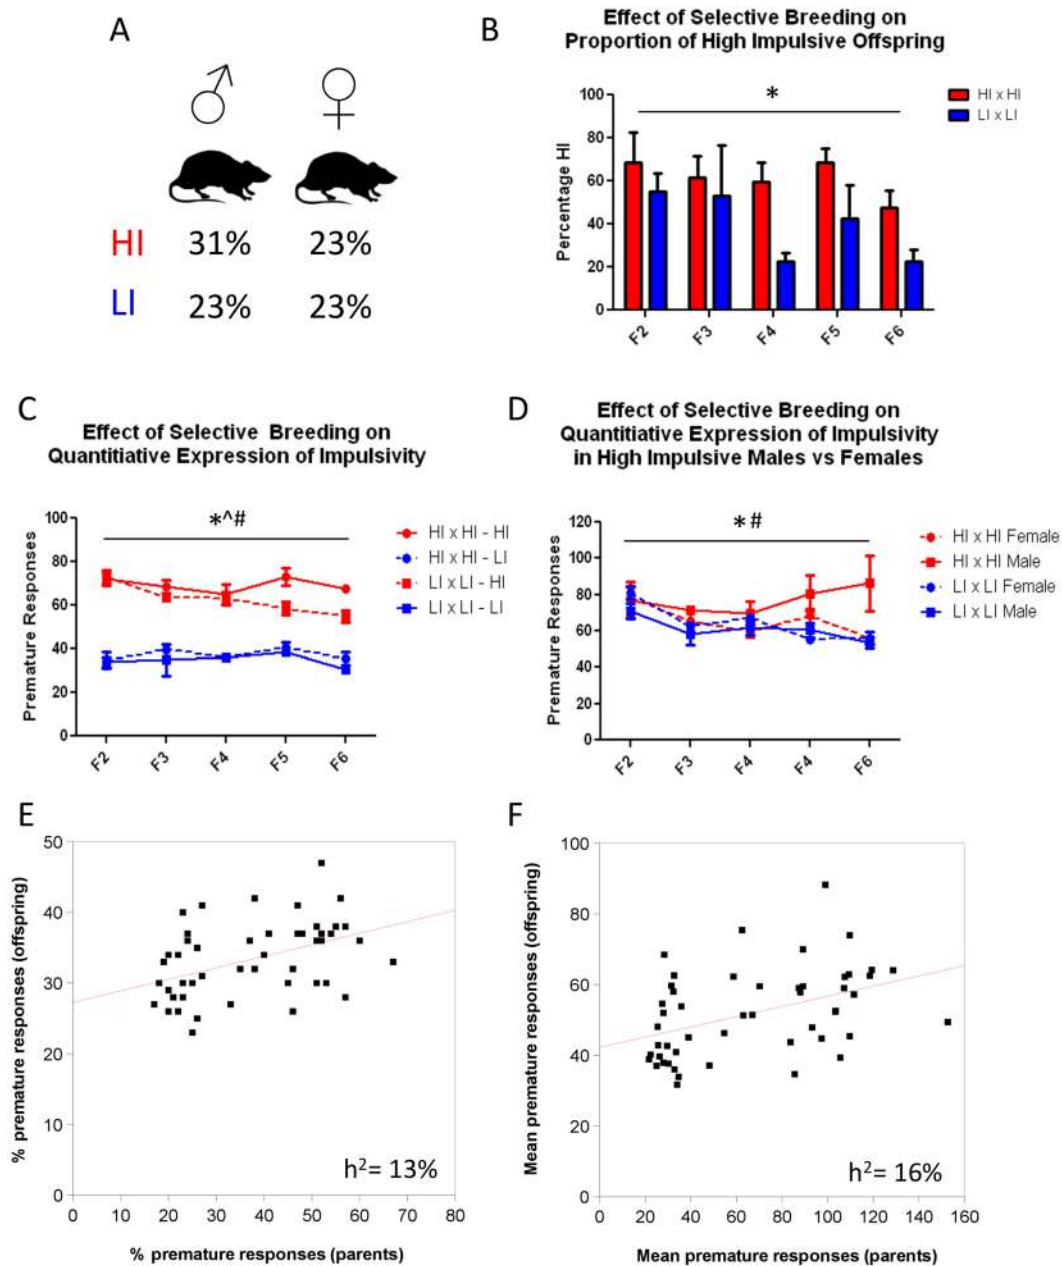 A
♂ ♀
HI 31% 23%
LI 23% 23%
B
Effect of Selective Breeding on
Proportion of High Impulsive Offspring
HI x HI
LI x LI
*
Percentage HI
100
80
60
40
20
0
F2 F3 F4 F5 F6
C
Effect of Selective Breeding on
Quantitiative Expression of Impulsivity
*^#
Premature Responses
100
80
60
40
20
0
F2 F3 F4 F5 F6
HI x HI - HI
HI x HI - LI
LI x LI - HI
LI x LI - LI
D
Effect of Selective Breeding on
Quantitiative Expression of Impulsivity
in High Impulsive Males vs Females
* #
Premature Responses
120
100
80
60
40
20
0
F2 F3 F4 F4 F6
HI x HI Female
HI x HI Male
LI x LI Female
LI x LI Male
E
% premature responses (offspring)
50
40
30
20
10
0
h²= 13%
0 10 20 30 40 50 60 70 80
% premature responses (parents)
F
Mean premature responses (offspring)
100
80
60
40
20
0
h²= 16%
0 20 40 60 80 100 120 140 160
Mean premature responses (parents)